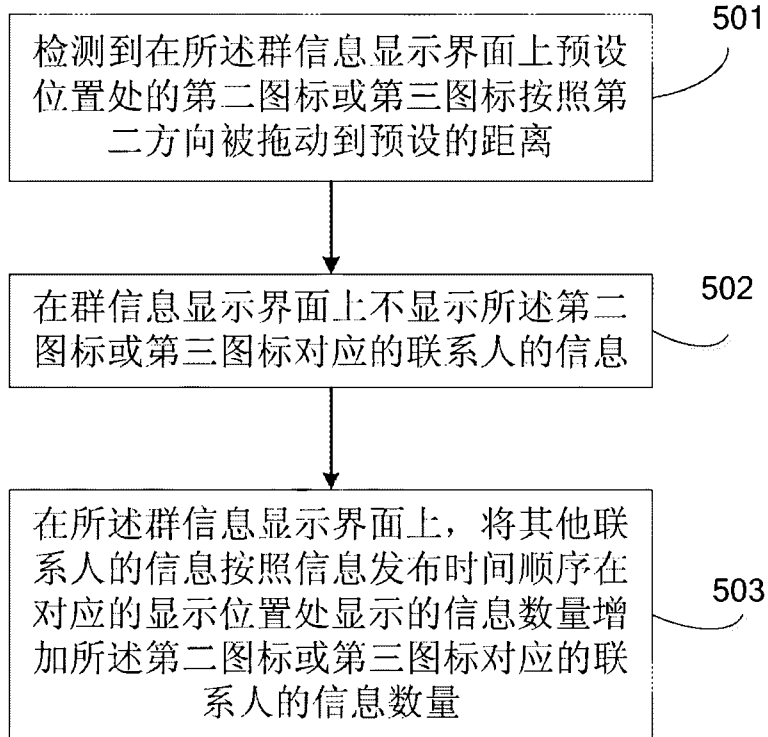 501
检测到在所述群信息显示界面上预设
位置处的第二图标或第三图标按照第
二方向被拖动到预设的距离
502
在群信息显示界面上不显示所述第二
图标或第三图标对应的联系人的信息
在所述群信息显示界面上，将其他联
系人的信息按照信息发布时间顺序在
对应的显示位置处显示的信息数量增
加所述第二图标或第三图标对应的联
系人的信息数量
503